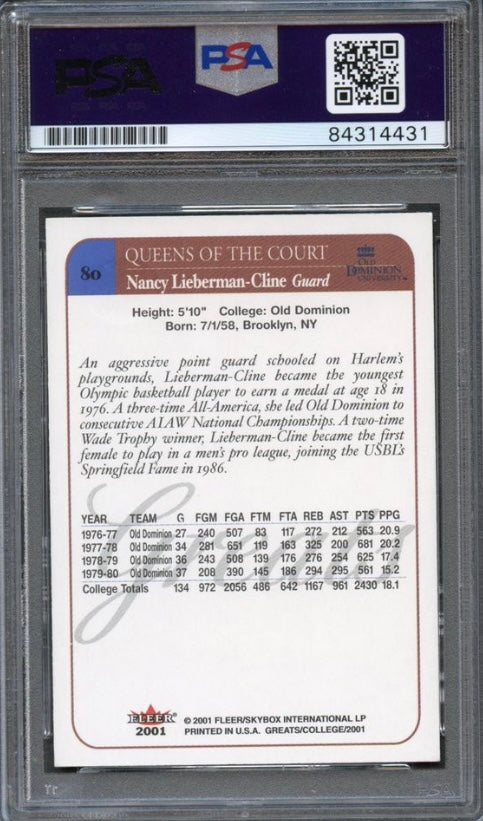 PSA
PSA
84314431
80
QUEENS OF THE COURT
Nancy Lieberman-Cline Guard
OLD
DOMINION
UNIVERSITY
Height: 5'10" College: Old Dominion
Born: 7/1/58, Brooklyn, NY
An aggressive point guard schooled on Harlem's
playgrounds, Lieberman-Cline became the youngest
Olympic basketball player to earn a medal at age 18 in
1976. A three-time All-America, she led Old Dominion to
consecutive AIAW National Championships. A two-time
Wade Trophy winner, Lieberman-Cline became the first
female to play in a men's pro league, joining the USBL's
Springfield Fame in 1986.
Greats
YEAR TEAM G FGM FGA FTM FTA REB AST PTS PPG
1976-77 Old Dominion 27 240 507 83 117 272 212 563 20.9
1977-78 Old Dominion 34 281 651 119 163 325 200 681 20.2
1978-79 Old Dominion 36 243 508 139 176 276 254 625 17.4
1979-80 Old Dominion 37 208 390 145 186 294 295 561 15.2
College Totals 134 972 2056 486 642 1167 961 2430 18.1
FLEER
2001
© 2001 FLEER/SKYBOX INTERNATIONAL LP
PRINTED IN U.S.A. GREATS/COLLEGE/2001